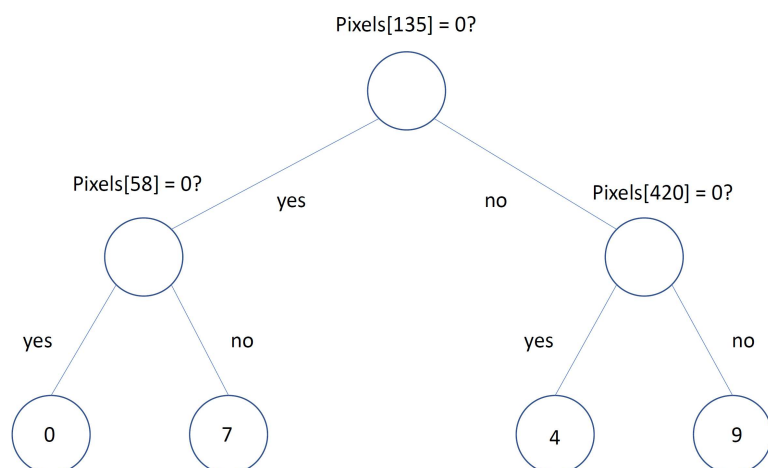 Pixels[135] = 0?
Pixels[58] = 0?
Pixels[420] = 0?
yes
no
yes
no
yes
no
0
7
4
9